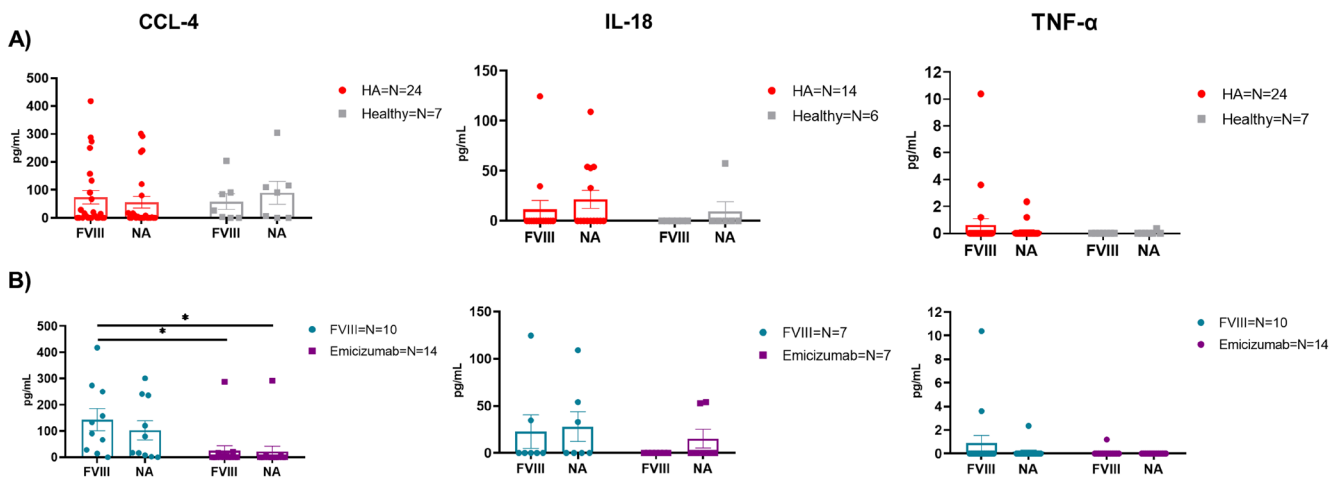 CCL-4
IL-18
TNF-α
A)
500
400
300
200
100
0
pg/mL
FVIII
NA
FVIII
NA
HA=N=24
Healthy=N=7
150
100
50
0
pg/mL
FVIII
NA
FVIII
NA
HA=N=14
Healthy=N=6
12
10
8
6
4
2
0
pg/mL
FVIII
NA
FVIII
NA
HA=N=24
Healthy=N=7
B)
500
400
300
200
100
0
pg/mL
*
*
FVIII
NA
FVIII
NA
FVIII=N=10
Emicizumab=N=14
150
100
50
0
pg/mL
FVIII
NA
FVIII
NA
FVIII=N=7
Emicizumab=N=7
12
10
8
6
4
2
0
pg/mL
FVIII
NA
FVIII
NA
FVIII=N=10
Emicizumab=N=14